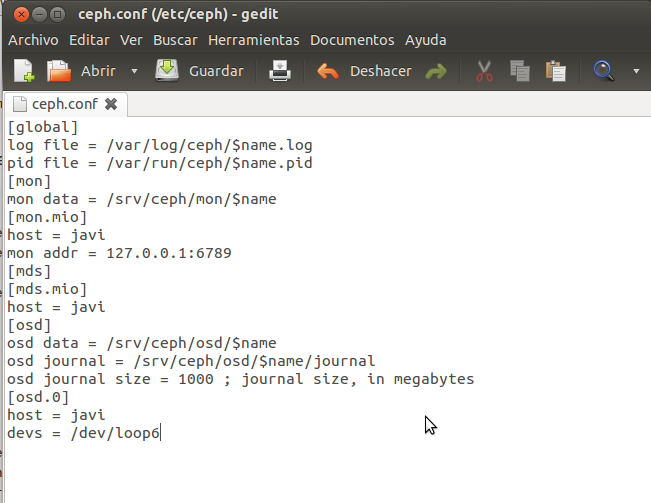 ceph.conf (/etc/ceph) - gedit
Archivo Editar Ver Buscar Herramientas Documentos Ayuda
Abrir Guardar Deshacer
ceph.conf
[global]
log file = /var/log/ceph/$name.log
pid file = /var/run/ceph/$name.pid
[mon]
mon data = /srv/ceph/mon/$name
[mon.mio]
host = javi
mon addr = 127.0.0.1:6789
[mds]
[mds.mio]
host = javi
[osd]
osd data = /srv/ceph/osd/$name
osd journal = /srv/ceph/osd/$name/journal
osd journal size = 1000 ; journal size, in megabytes
[osd.0]
host = javi
devs = /dev/loop6